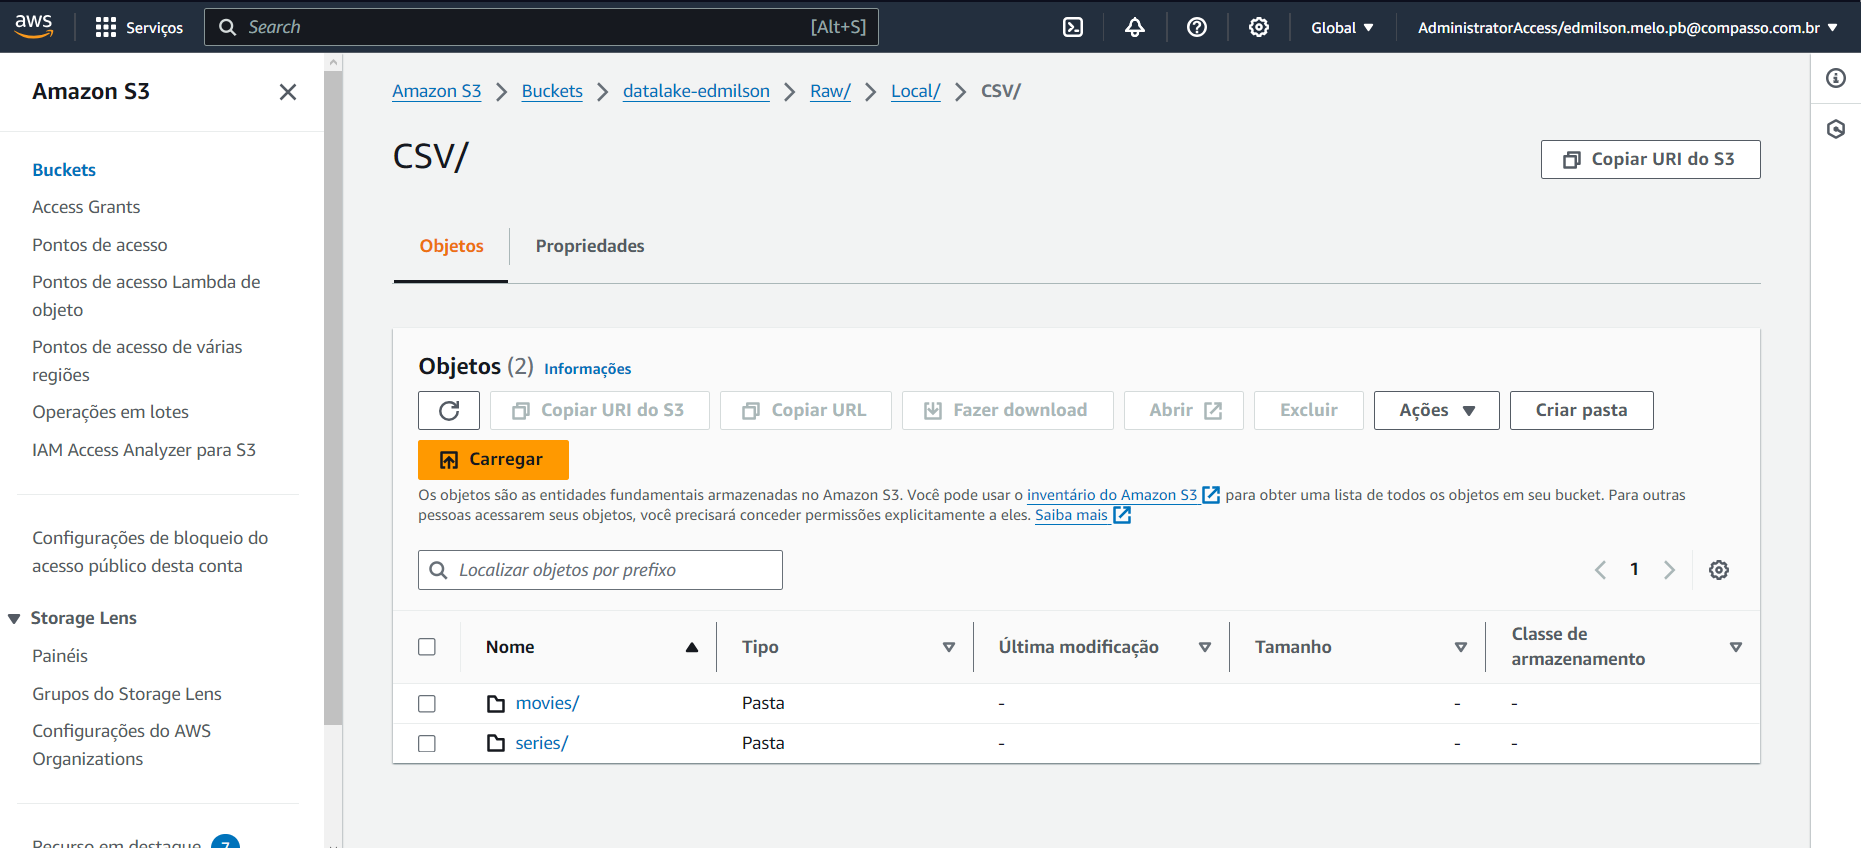 aws
Serviços
Search
[Alt+S]
Global
AdministratorAccess/edmilson.melo.pb@compasso.com.br
Amazon S3
Buckets
Access Grants
Pontos de acesso
Pontos de acesso Lambda de
objeto
Pontos de acesso de várias
regiões
Operações em lotes
IAM Access Analyzer para S3
Configurações de bloqueio do
acesso público desta conta
Storage Lens
Painéis
Grupos do Storage Lens
Configurações do AWS
Organizations
Recurso em destaque 7
Amazon S3 Buckets datalake-edmilson Raw/ Local/ CSV/
CSV/
Copiar URI do S3
Objetos
Propriedades
Objetos (2) Informações
Copiar URI do S3
Copiar URL
Fazer download
Abrir
Excluir
Ações
Criar pasta
Carregar
Os objetos são as entidades fundamentais armazenadas no Amazon S3. Você pode usar o inventário do Amazon S3 para obter uma lista de todos os objetos em seu bucket. Para outras
pessoas acessarem seus objetos, você precisará conceder permissões explicitamente a eles. Saiba mais
Localizar objetos por prefixo
1
Nome
Tipo
Última modificação
Tamanho
Classe de
armazenamento
movies/ Pasta - - -
series/ Pasta - - -